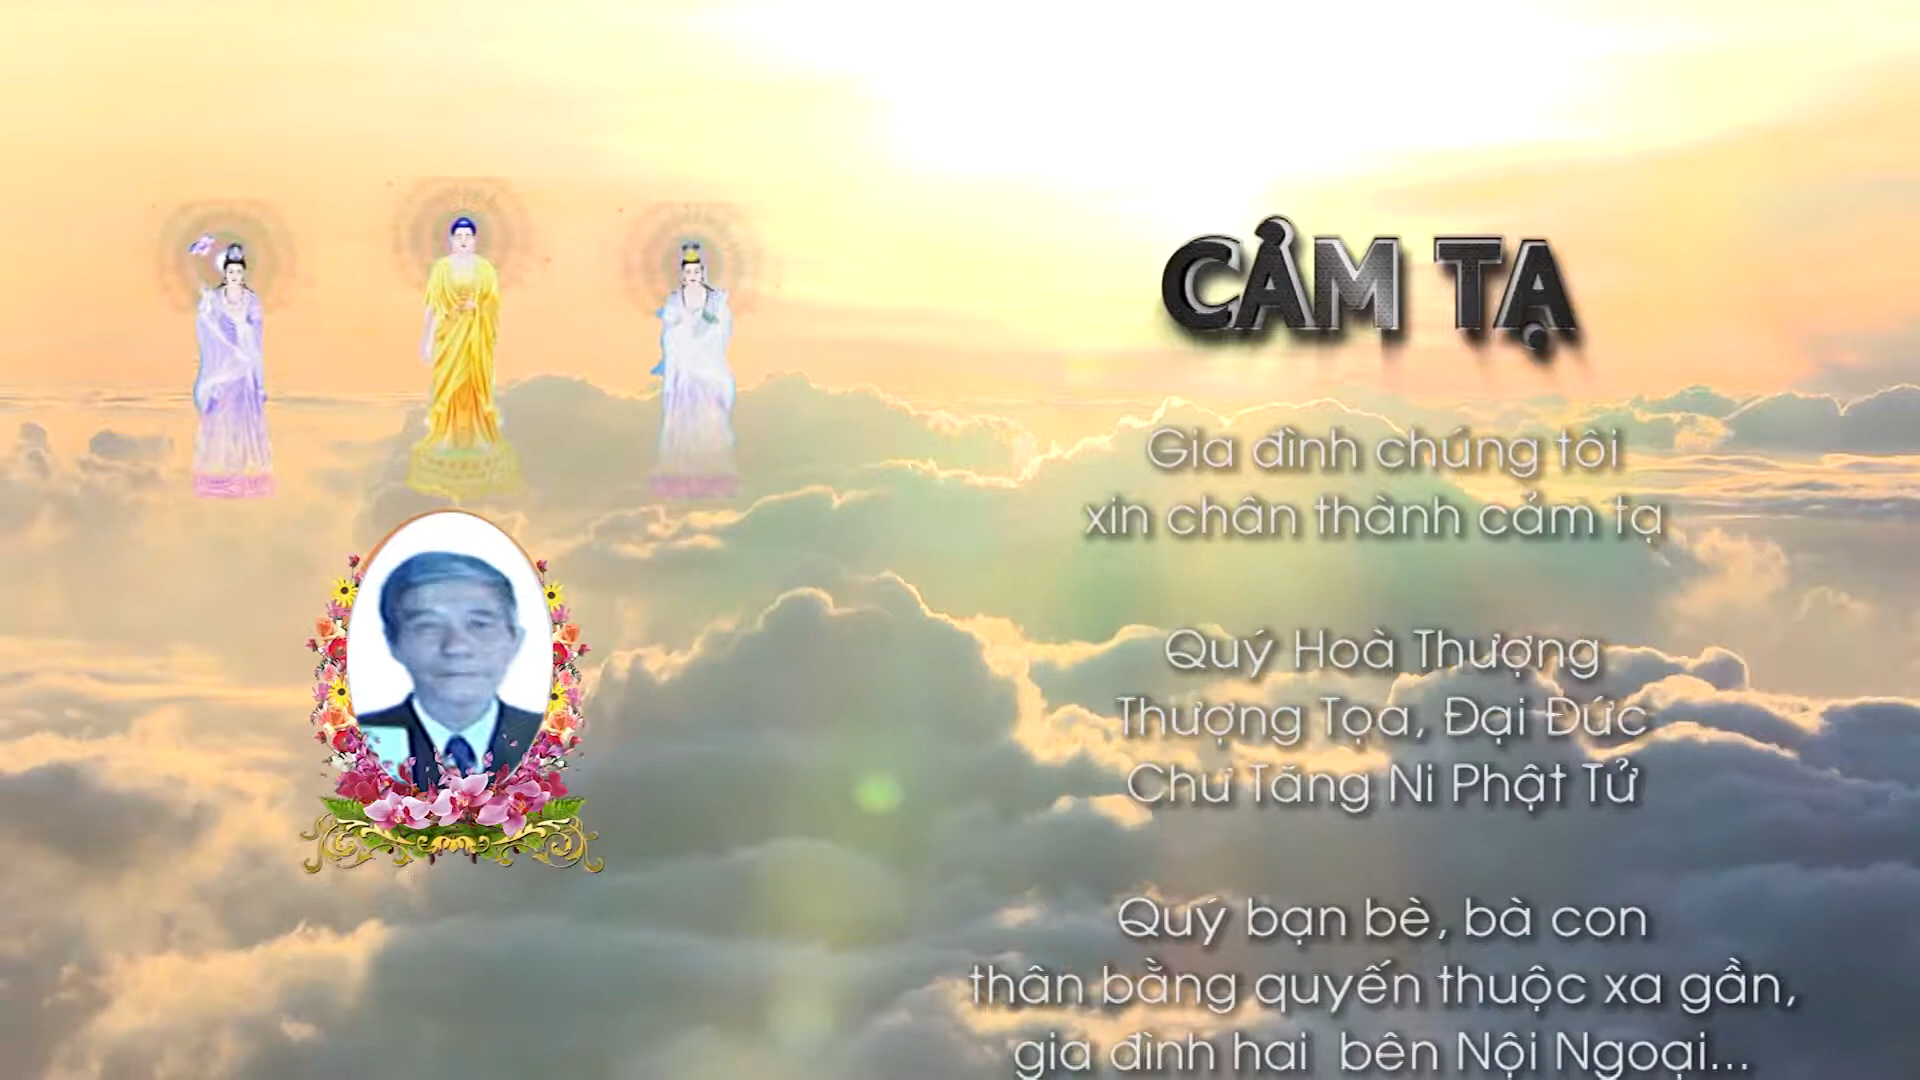 CẢM TẠ
Gia đình chúng tôi
xin chân thành cảm tạ
Quý Hoà Thượng
Thượng Tọa, Đại Đức
Chư Tăng Ni Phật Tử
Quý bạn bè, bà con
thân bằng quyến thuộc xa gần,
gia đình hai bên Nội Ngoại...